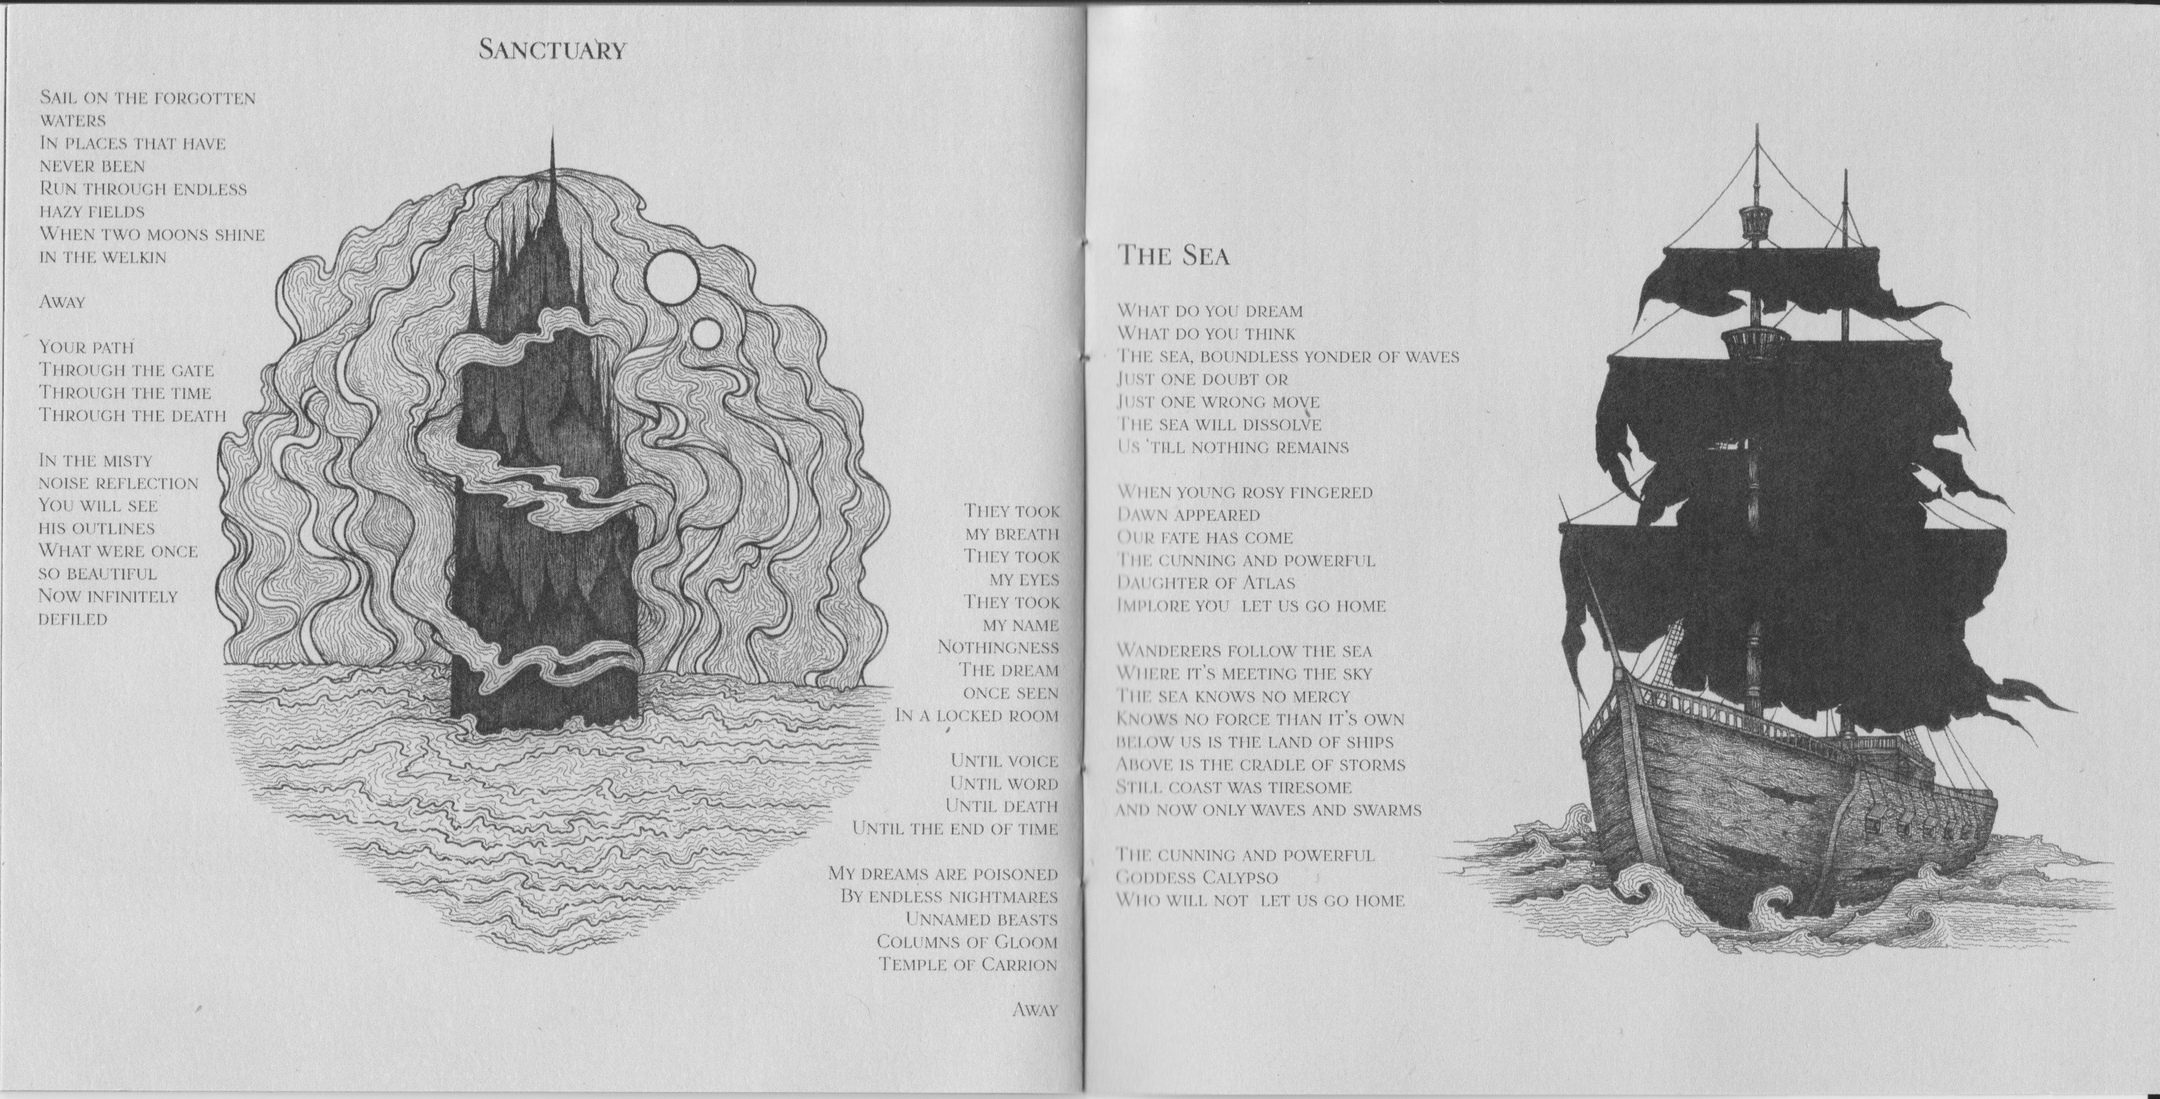 Sanctuary
Sail on the forgotten
waters
In places that have
never been
Run through endless
hazy fields
When two moons shine
in the welkin
Away
Your path
Through the gate
Through the time
Through the death
In the misty
noise reflection
You will see
his outlines
What were once
so beautiful
Now infinitely
defiled
They took
my breath
They took
my eyes
They took
my name
Nothingness
The dream
once seen
In a locked room
Until voice
Until word
Until death
Until the end of time
My dreams are poisoned
By endless nightmares
Unnamed beasts
Columns of Gloom
Temple of Carrion
Away
The Sea
What do you dream
What do you think
The sea, boundless yonder of waves
Just one doubt or
Just one wrong move
The sea will dissolve
Us 'till nothing remains
When young rosy fingered
Dawn appeared
Our fate has come
The cunning and powerful
Daughter of Atlas
Implore you let us go home
Wanderers follow the sea
Where it's meeting the sky
The sea knows no mercy
Knows no force than it's own
below us is the land of ships
Above is the cradle of storms
Still coast was tiresome
and now only waves and swarms
The cunning and powerful
Goddess Calypso
Who will not let us go home